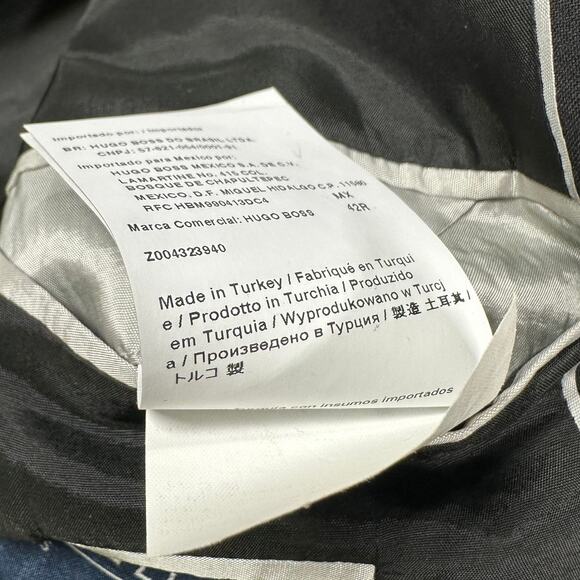 Importado por: / Importador
BR: HUGO BOSS DO BRASIL LTDA.
CNPJ: 57-821-054/0001-91
Importado para Mexico por:
HUGO BOSS MEXICO S.A. DE C.V.
LAMARTINE No. 415 COL.
BOSQUE DE CHAPULTEPEC
MEXICO, D.F. MIGUEL HIDALGO C.P. 11580
RFC HBM990413DC4 MX
Marca Comercial: HUGO BOSS 42R
Z004323940
Made in Turkey / Fabriqué en Turqui
e / Prodotto in Turchia / Produzido
em Turquia / Wyprodukowano w Turcj
a / Произведено в Турция / 製造 土耳其 /
トルコ 製
con insumos importados